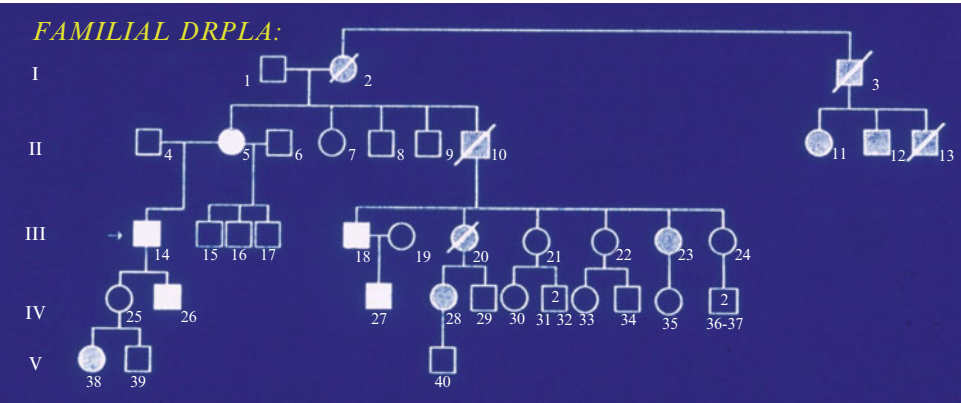 FAMILIAL DRPLA:
I
1 2 3
II
4 5 6 7 8 9 10 11 12 13
III
14 15 16 17 18 19 20 21 22 23 24
IV
2 2
25 26 27 28 29 30 31 32 33 34 35 36-37
V
38 39 40